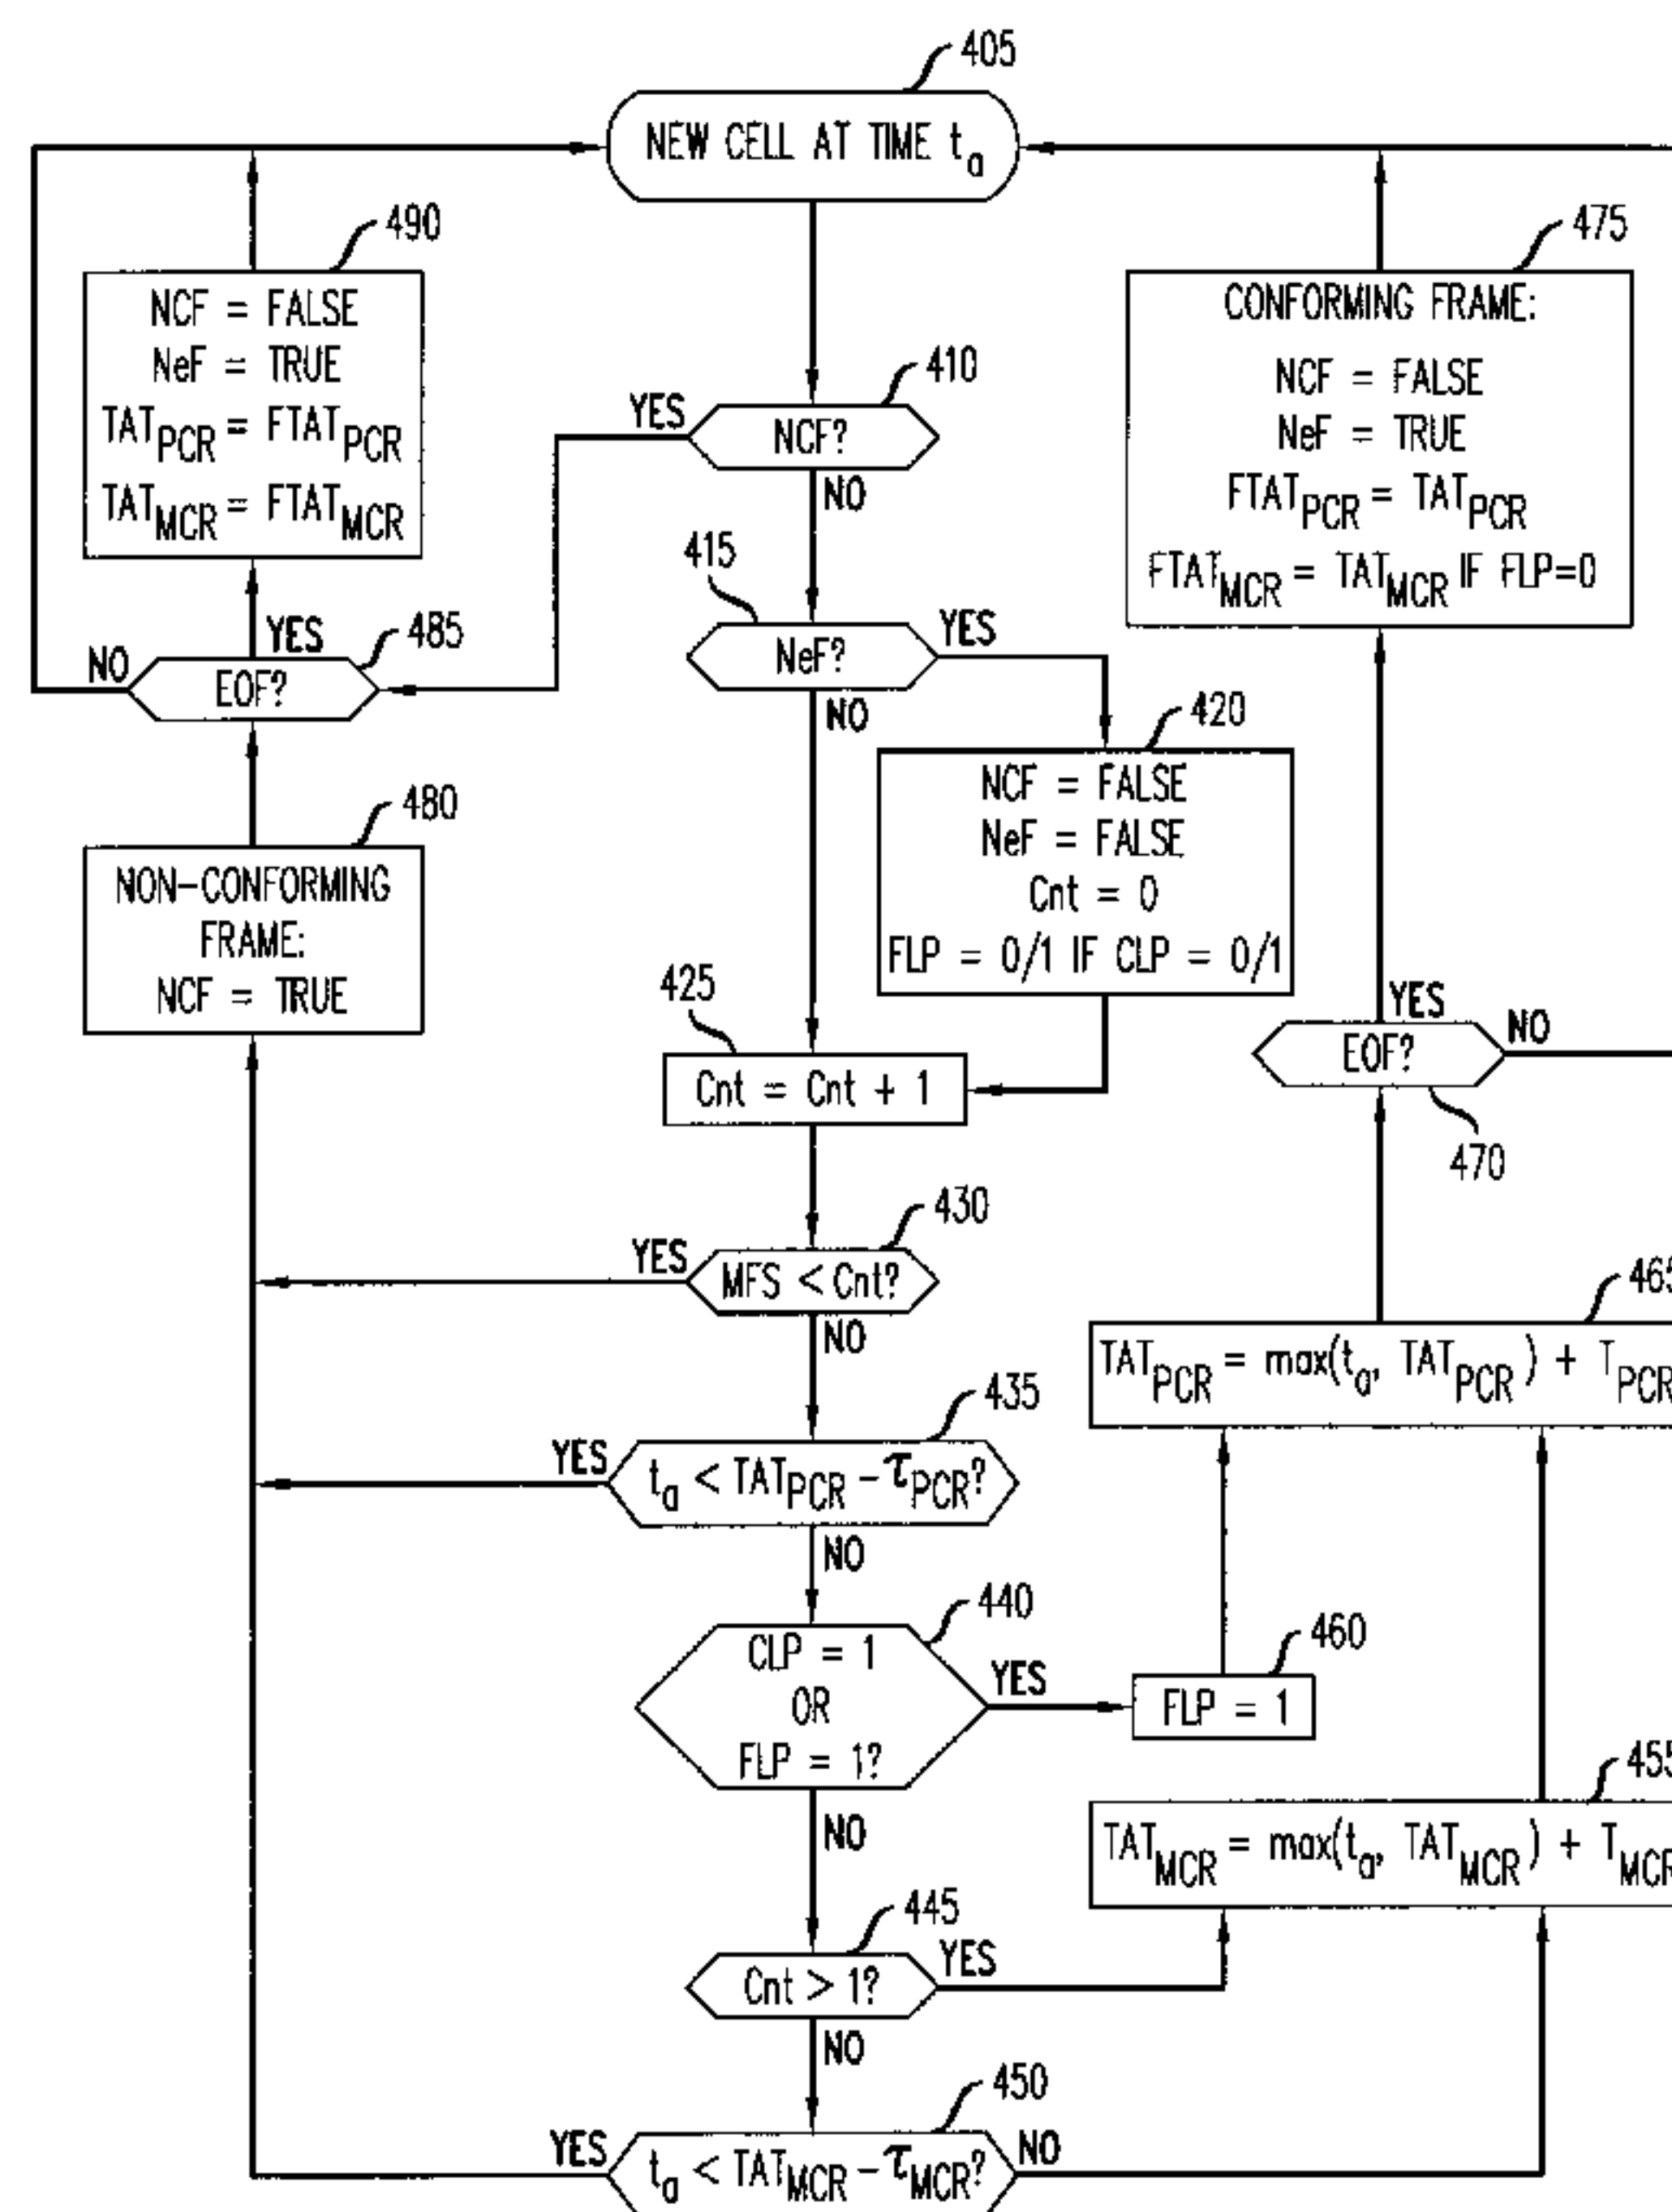 405
NEW CELL AT TIME ta
490
NCF = FALSE
NeF = TRUE
TATPCR = FTATPCR
TATMCR = FTATMCR
475
CONFORMING FRAME:
NCF = FALSE
NeF = TRUE
FTATPCR = TATPCR
FTATMCR = TATMCR IF FLP=0
410
YES
NCF?
NO
415
NeF?
YES
NO
485
YES
NO
EOF?
420
NCF = FALSE
NeF = FALSE
Cnt = 0
FLP = 0/1 IF CLP = 0/1
480
NON-CONFORMING
FRAME:
NCF = TRUE
425
Cnt = Cnt + 1
YES
NO
EOF?
470
430
YES
MFS < Cnt?
NO
465
TATPCR = max(ta, TATPCR) + TPCR
435
YES
ta < TATPCR - τPCR?
NO
440
CLP = 1
OR
FLP = 1?
YES
NO
460
FLP = 1
455
TATMCR = max(ta, TATMCR) + TMCR
445
Cnt > 1?
YES
NO
450
YES
ta < TATMCR - τMCR?
NO